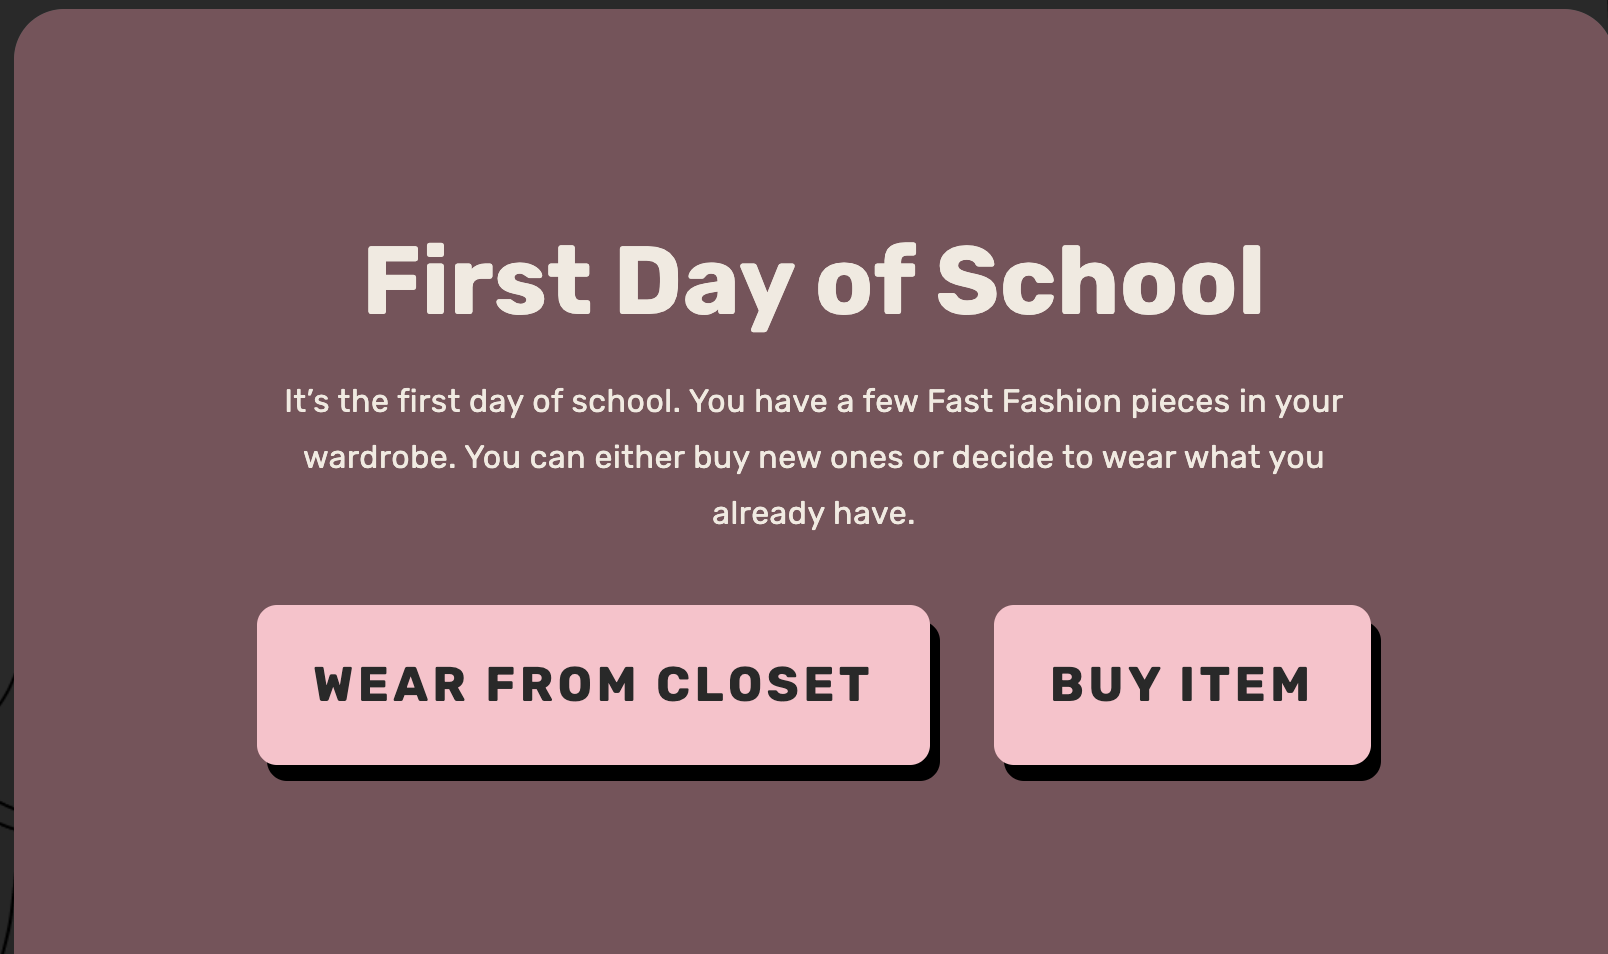 First Day of School
It’s the first day of school. You have a few Fast Fashion pieces in your
wardrobe. You can either buy new ones or decide to wear what you
already have.
WEAR FROM CLOSET
BUY ITEM